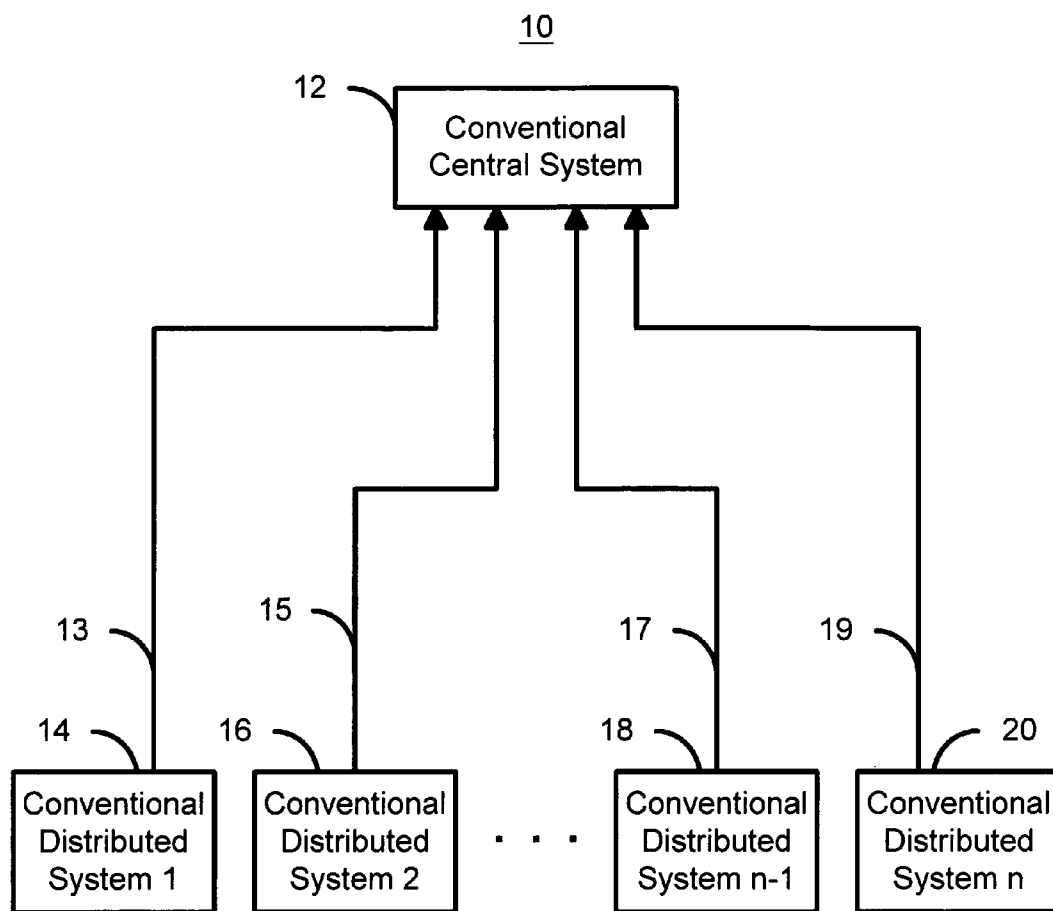 10
12
Conventional
Central System
13
15
17
19
14
16
18
20
Conventional
Distributed
System 1
Conventional
Distributed
System 2
. . .
Conventional
Distributed
System n-1
Conventional
Distributed
System n